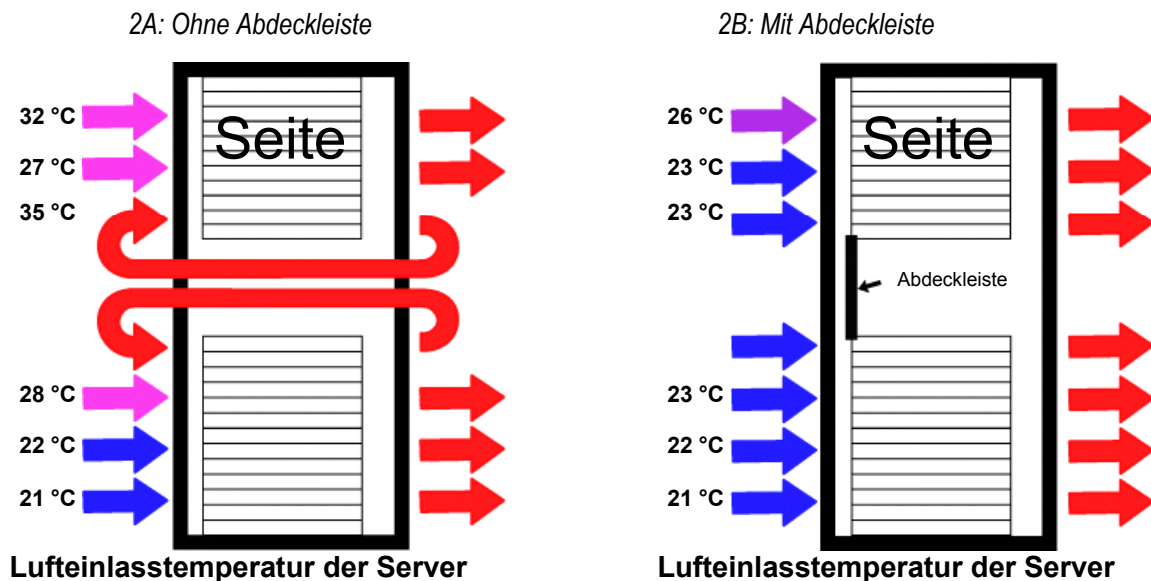 2A: Ohne Abdeckleiste
32 °C
27 °C
35 °C
28 °C
22 °C
21 °C
Seite
Lufteinlasstemperatur der Server
2B: Mit Abdeckleiste
26 °C
23 °C
23 °C
23 °C
22 °C
21 °C
Seite
Abdeckleiste
Lufteinlasstemperatur der Server